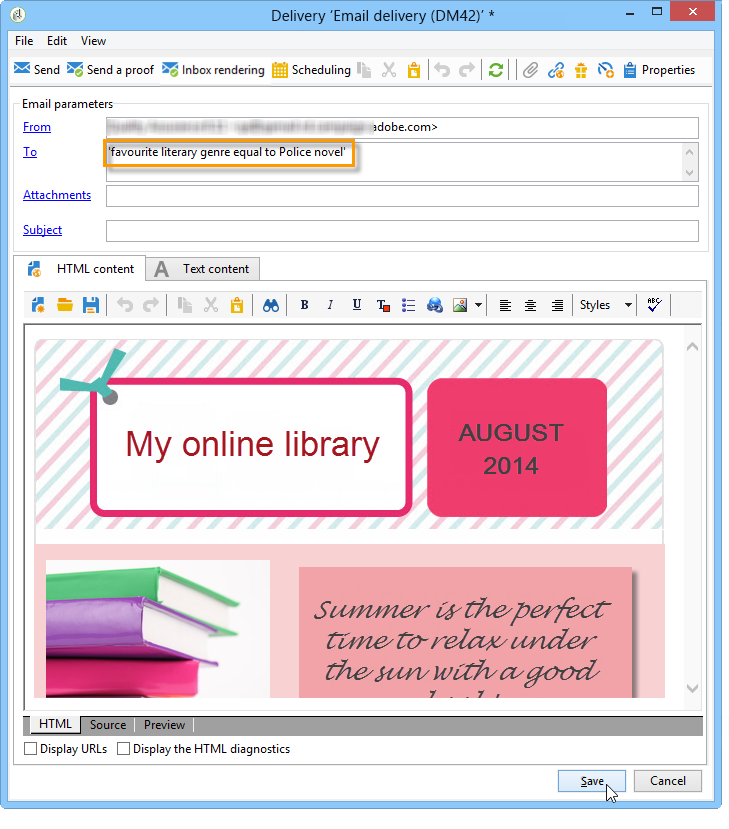 Delivery ‘Email delivery (DM42)’ *
File Edit View
Send Send a proof Inbox rendering Scheduling Properties
Email parameters
From adobe.com>
To 'favourite literary genre equal to Police novel'
Attachments
Subject
HTML content A Text content
B I U T Styles ABC
My online library
AUGUST
2014
Summer is the perfect
time to relax under
the sun with a good
HTML Source Preview
Display URLs Display the HTML diagnostics
Save Cancel